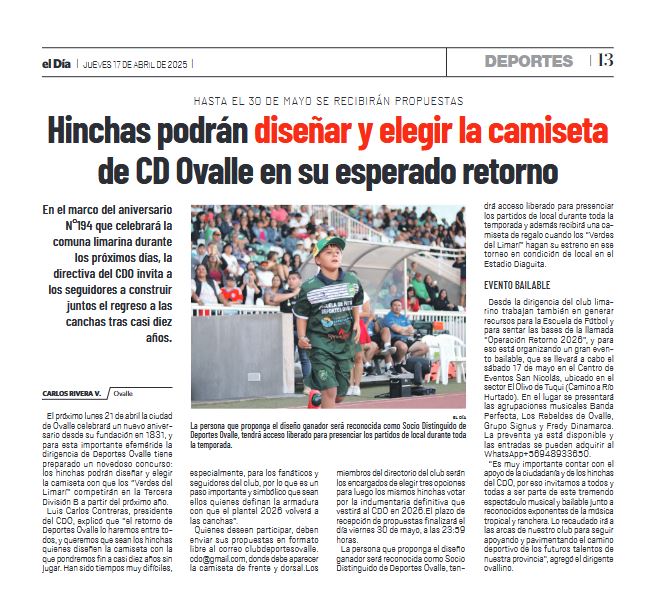 el Día | JUEVES 17 DE ABRIL DE 2025 |
DEPORTES | 13
HASTA EL 30 DE MAYO SE RECIBIRÁN PROPUESTAS
Hinchas podrán diseñar y elegir la camiseta
de CD Ovalle en su esperado retorno
En el marco del aniversario
N°194 que celebrará la
comuna limarina durante
los próximos días, la
directiva del CDO invita a
los seguidores a construir
juntos el regreso a las
canchas tras casi diez
años.
CARLOS RIVERA V. / Ovalle
El próximo lunes 21 de abril la ciudad
de Ovalle celebrará un nuevo aniver-
sario desde su fundación en 1831, y
para esta importante efeméride la
dirigencia de Deportes Ovalle tiene
preparado un novedoso concurso:
los hinchas podrán diseñar y elegir
la camiseta con que los "Verdes del
Limarí" competirán en la Tercera
División B a partir del próximo año.
Luis Carlos Contreras, presidente
del CDO, explicó que "el retorno de
Deportes Ovalle lo haremos entre to-
dos, y queremos que sean los hinchas
quienes diseñen la camiseta con la
que pondremos fin a casi diez años sin
jugar. Han sido tiempos muy difíciles,
EL DÍA
La persona que proponga el diseño ganador será reconocida como Socio Distinguido de
Deportes Ovalle, tendrá acceso liberado para presenciar los partidos de local durante toda
la temporada.
especialmente, para los fanáticos y
seguidores del club, por lo que es un
paso importante y simbólico que sean
ellos quienes definan la armadura
con que el plantel 2026 volverá a
las canchas".
Quienes deseen participar, deben
enviar sus propuestas en formato
libre al correo clubdeportesovalle.
cdo@gmail.com, donde debe aparecer
la camiseta de frente y dorsal.Los
miembros del directorio del club serán
los encargados de elegir tres opciones
para luego los mismos hinchas votar
por la indumentaria definitiva que
vestirá al CDO en 2026.El plazo de
recepción de propuestas finalizará el
día viernes 30 de mayo, a las 23:59
horas.
La persona que proponga el diseño
ganador será reconocida como Socio
Distinguido de Deportes Ovalle, ten-
drá acceso liberado para presenciar
los partidos de local durante toda la
temporada y además recibirá una ca-
miseta de regalo cuando los "Verdes
del Limarí" hagan su estreno en ese
torneo en condición de local en el
Estadio Diaguita.
EVENTO BAILABLE
Desde la dirigencia del club lima-
rino trabajan también en generar
recursos para la Escuela de Fútbol y
para sentar las bases de la llamada
"Operación Retorno 2026", y para
eso está organizando un gran even-
to bailable, que se llevará a cabo el
sábado 17 de mayo en el Centro de
Eventos San Nicolás, ubicado en el
sector El Olivo de Tuquí (Camino a Río
Hurtado). En el lugar se presentará
las agrupaciones musicales Banda
Perfecta, Los Rebeldes de Ovalle,
Grupo Signus y Fredy Dinamarca.
La preventa ya está disponible y
las entradas se pueden adquirir al
WhatsApp+56948933650.
"Es muy importante contar con el
apoyo de la ciudadanía y de los hinchas
del CDO, por eso invitamos a todos y
todas a ser parte de este tremendo
espectáculo musical y bailable junto a
reconocidos exponentes de la música
tropical y ranchera. Lo recaudado irá a
las arcas de nuestro club para seguir
apoyando y pavimentando el camino
deportivo de los futuros talentos de
nuestra provincia", agregó el dirigente
ovallino.